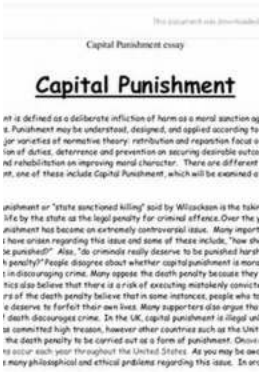 This document was downloaded
Capital Punishment essay
Capital Punishment
nt is defined as a deliberate infliction of harm as a moral sanction ag
s. Punishment may be understood, designed, and applied according to
jor varieties of normative theory: retribution and reparation focus o
ion of duties, deterrence and prevention on securing desirable outco
nd rehabilitation on improving moral character. There are different
nt, one of these include Capital Punishment, which will be examined a
unishment or "state sanctioned killing" said by Wilcockson is the takin
life by the state as the legal penalty for criminal offence. Over the y
unishment has become an extremely controversial issue. Many import
s have arisen regarding this issue and some of these include, "how sh
be punished?" Also, "do criminals really deserve to be punished harsh
h penalty?" People disagree about whether capital punishment is mora
e in discouraging crime. Many oppose the death penalty because they
tics also believe that there is a risk of executing mistakenly convicte
rs of the death penalty believe that in some instances, people who ta
e deserve to forfeit their own lives. Many supporters also argue tha
f death discourages crime. In the UK, capital punishment is illegal unl
as committed high treason, however other countries such as the Unit
the death penalty to be carried out as a form of punishment. On
ns occur each year throughout the United States. As you may be awa
many philosophical and ethical problems regarding this issue. In orc